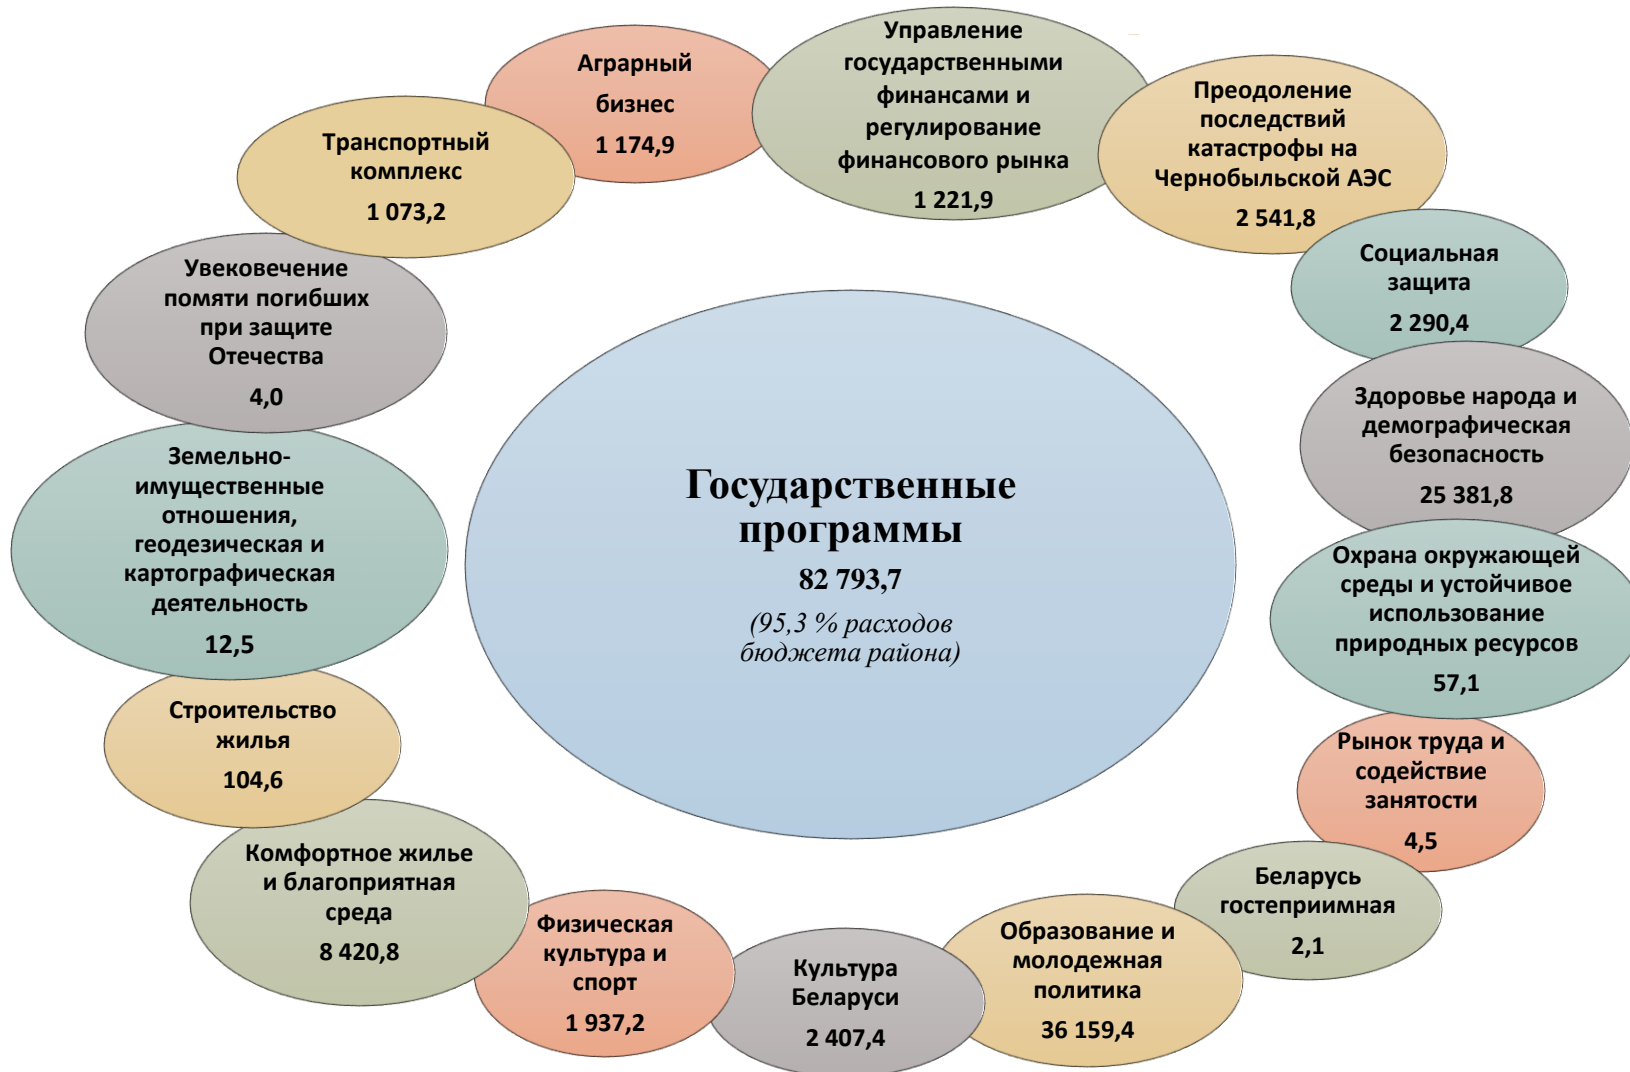 Аграрный
бизнес
1 174,9
Управление
государственными
финансами и
регулирование
финансового рынка
1 221,9
Преодоление
последствий
катастрофы на
Чернобыльской АЭС
2 541,8
Социальная
защита
2 290,4
Здоровье народа и
демографическая
безопасность
25 381,8
Охрана окружающей
среды и устойчивое
использование
природных ресурсов
57,1
Рынок труда и
содействие
занятости
4,5
Беларусь
гостеприимная
2,1
Образование и
молодежная
политика
36 159,4
Культура
Беларуси
2 407,4
Физическая
культура и
спорт
1 937,2
Комфортное жилье
и благоприятная
среда
8 420,8
Строительство
жилья
104,6
Земельно-
имущественные
отношения,
геодезическая и
картографическая
деятельность
12,5
Увековечение
помяти погибших
при защите
Отечества
4,0
Транспортный
комплекс
1 073,2
Государственные
программы
82 793,7
(95,3 % расходов
бюджета района)